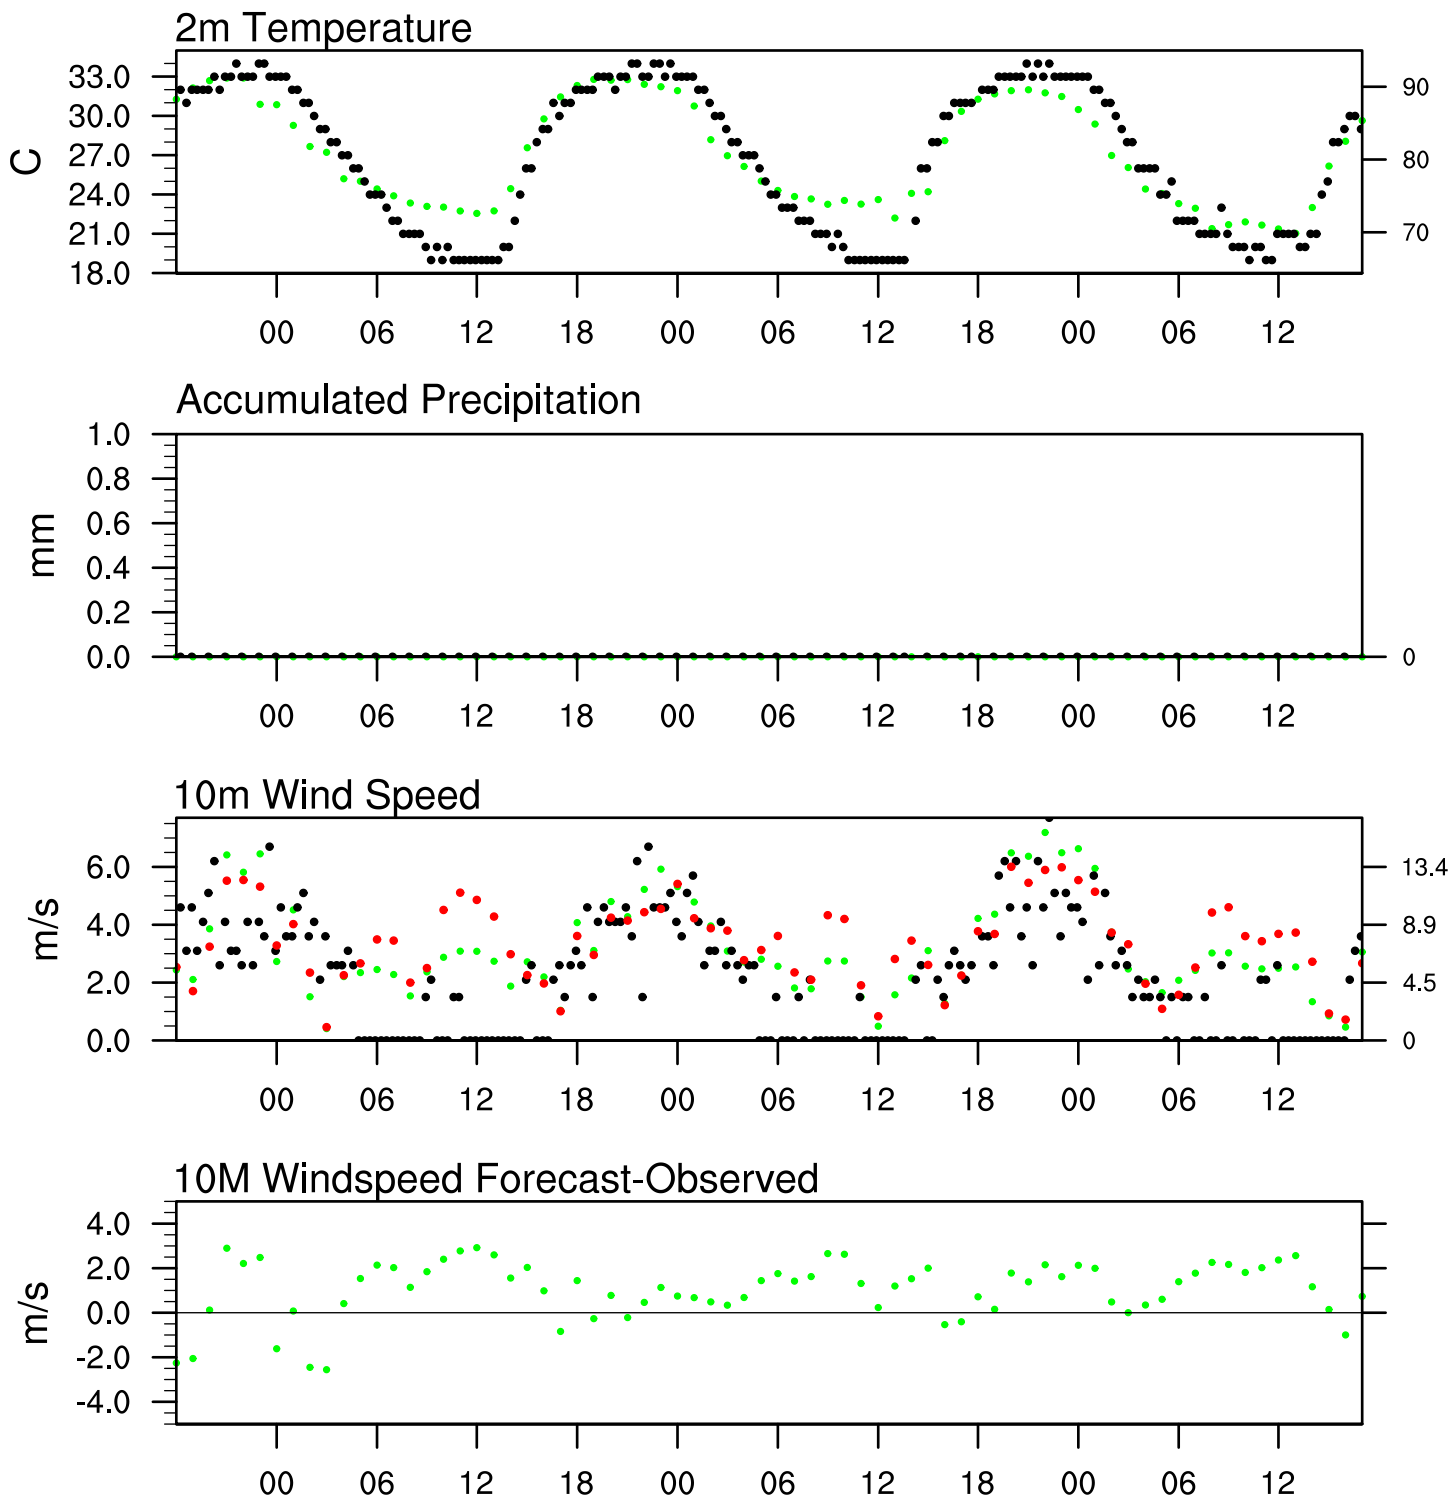 2m Temperature
33.0
30.0
27.0
24.0
21.0
18.0
C
90
80
70
00 06 12 18 00 06 12 18 00 06 12
Accumulated Precipitation
1.0
0.8
0.6
0.4
0.2
0.0
mm
0
00 06 12 18 00 06 12 18 00 06 12
10m Wind Speed
6.0
4.0
2.0
0.0
m/s
13.4
8.9
4.5
0
00 06 12 18 00 06 12 18 00 06 12
10M Windspeed Forecast-Observed
4.0
2.0
0.0
-2.0
-4.0
m/s
00 06 12 18 00 06 12 18 00 06 12